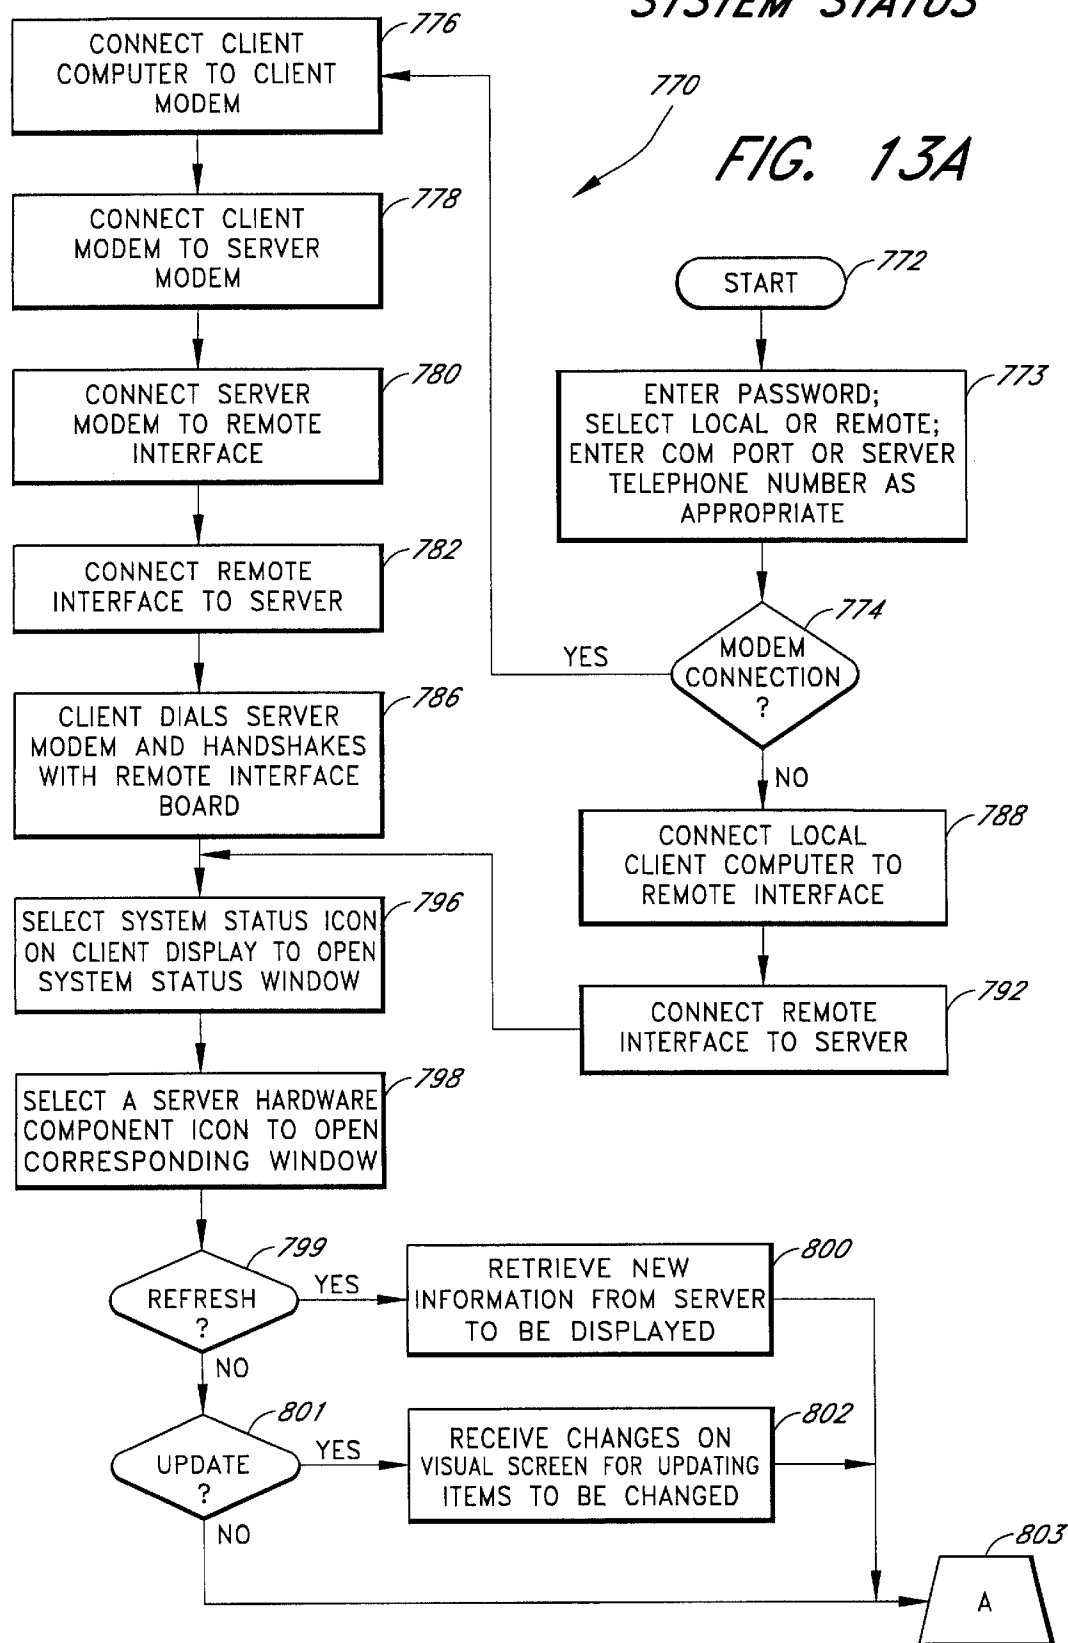 SYSTEM STATUS
770
FIG. 13A
772
START
773
ENTER PASSWORD;
SELECT LOCAL OR REMOTE;
ENTER COM PORT OR SERVER
TELEPHONE NUMBER AS
APPROPRIATE
774
MODEM
CONNECTION
?
YES
NO
776
CONNECT CLIENT
COMPUTER TO CLIENT
MODEM
778
CONNECT CLIENT
MODEM TO SERVER
MODEM
780
CONNECT SERVER
MODEM TO REMOTE
INTERFACE
782
CONNECT REMOTE
INTERFACE TO SERVER
786
CLIENT DIALS SERVER
MODEM AND HANDSHAKES
WITH REMOTE INTERFACE
BOARD
788
CONNECT LOCAL
CLIENT COMPUTER TO
REMOTE INTERFACE
792
CONNECT REMOTE
INTERFACE TO SERVER
796
SELECT SYSTEM STATUS ICON
ON CLIENT DISPLAY TO OPEN
SYSTEM STATUS WINDOW
798
SELECT A SERVER HARDWARE
COMPONENT ICON TO OPEN
CORRESPONDING WINDOW
799
REFRESH
?
YES
NO
800
RETRIEVE NEW
INFORMATION FROM SERVER
TO BE DISPLAYED
801
UPDATE
?
YES
NO
802
RECEIVE CHANGES ON
VISUAL SCREEN FOR UPDATING
ITEMS TO BE CHANGED
803
A